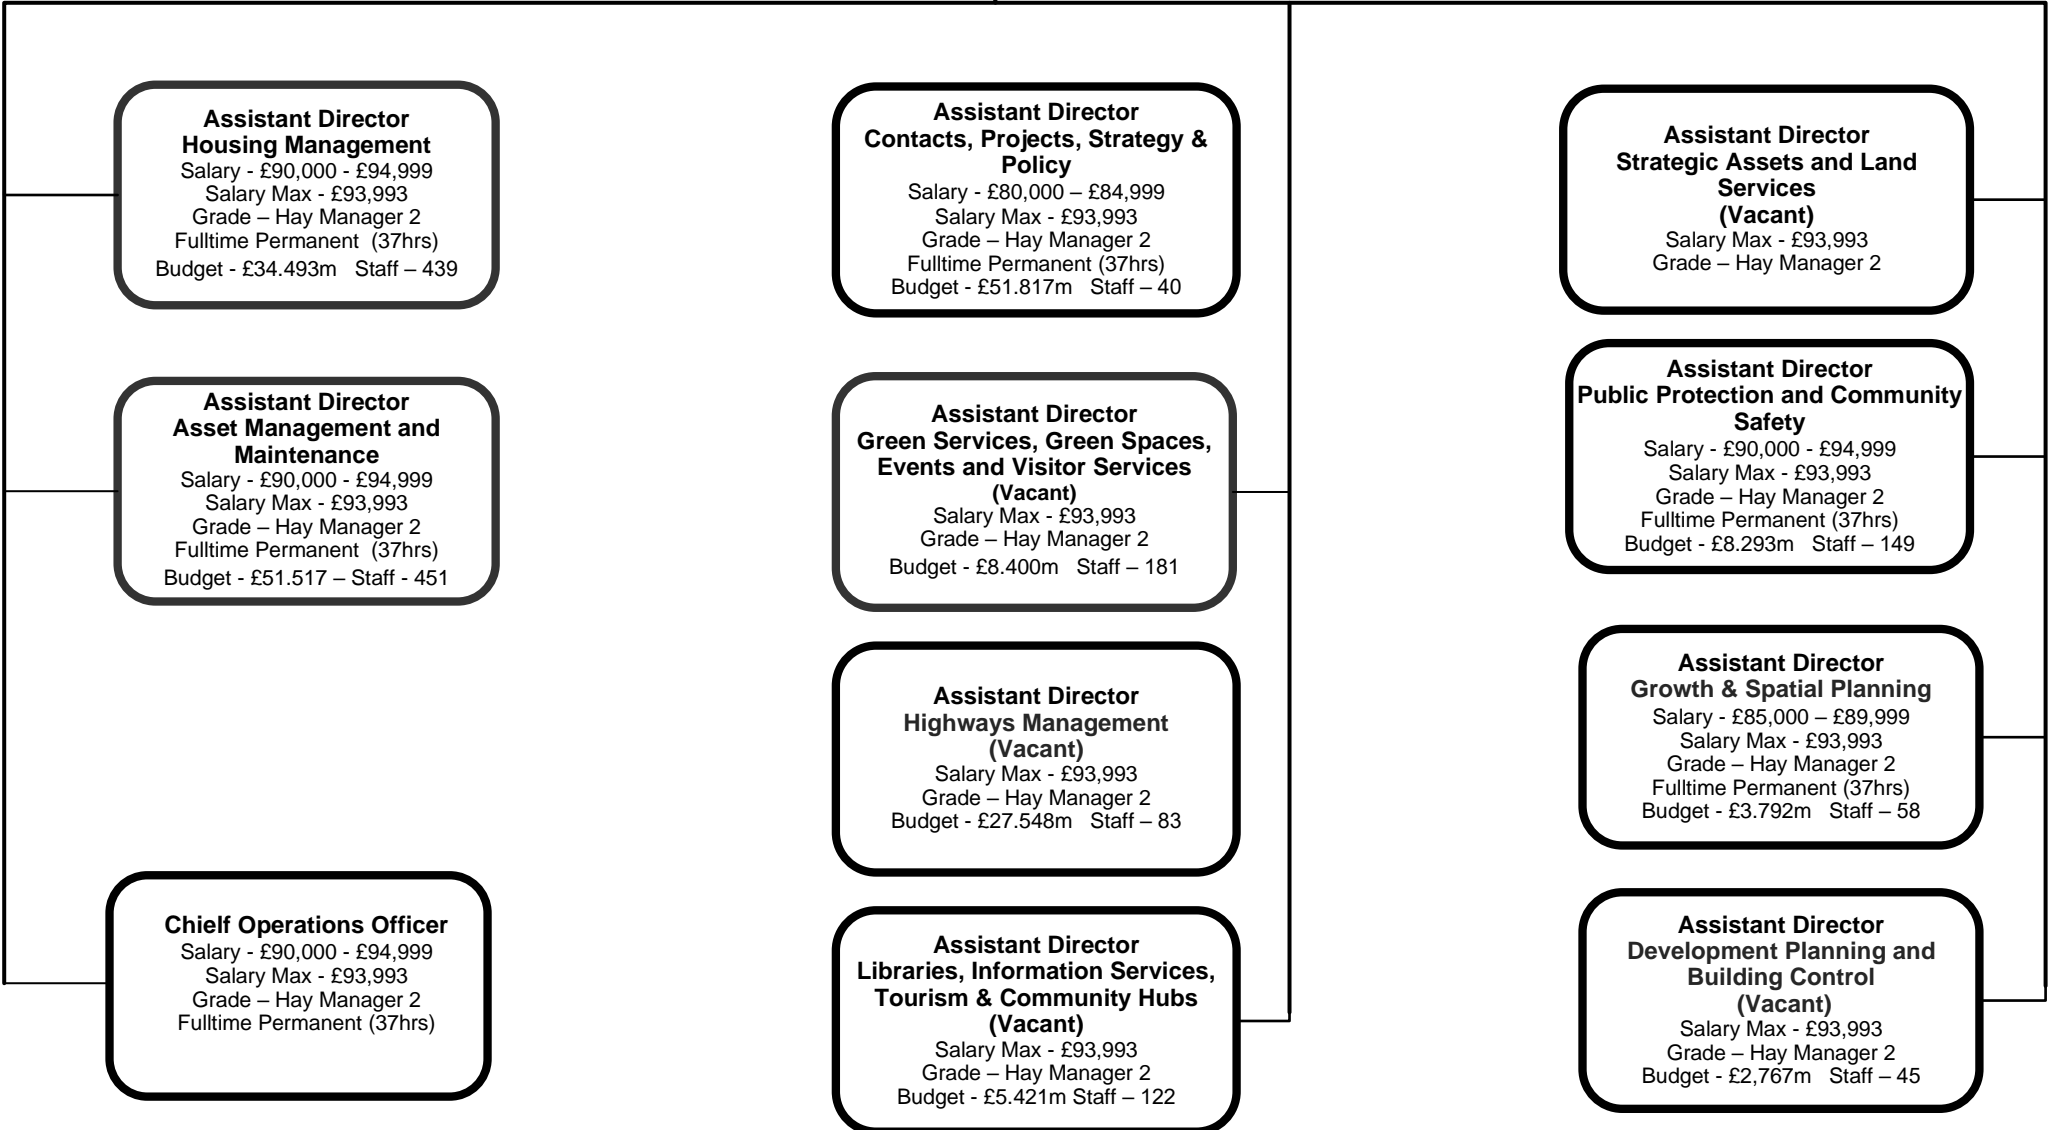 Assistant Director
Housing Management
Salary - £90,000 - £94,999
Salary Max - £93,993
Grade – Hay Manager 2
Fulltime Permanent  (37hrs)
Budget - £34.493m   Staff – 439
Assistant Director
Asset Management and
Maintenance
Salary - £90,000 - £94,999
Salary Max - £93,993
Grade – Hay Manager 2
Fulltime Permanent  (37hrs)
Budget - £51.517 – Staff - 451
Chielf Operations Officer
Salary - £90,000 - £94,999
Salary Max - £93,993
Grade – Hay Manager 2
Fulltime Permanent (37hrs)
Assistant Director
Contacts, Projects, Strategy &
Policy
Salary - £80,000 – £84,999
Salary Max - £93,993
Grade – Hay Manager 2
Fulltime Permanent (37hrs)
Budget - £51.817m   Staff – 40
Assistant Director
Green Services, Green Spaces,
Events and Visitor Services
(Vacant)
Salary Max - £93,993
Grade – Hay Manager 2
Budget - £8.400m   Staff – 181
Assistant Director
Highways Management
(Vacant)
Salary Max - £93,993
Grade – Hay Manager 2
Budget - £27.548m   Staff – 83
Assistant Director
Libraries, Information Services,
Tourism & Community Hubs
(Vacant)
Salary Max - £93,993
Grade – Hay Manager 2
Budget - £5.421m Staff – 122
Assistant Director
Strategic Assets and Land
Services
(Vacant)
Salary Max - £93,993
Grade – Hay Manager 2
Assistant Director
Public Protection and Community
Safety
Salary - £90,000 - £94,999
Salary Max - £93,993
Grade – Hay Manager 2
Fulltime Permanent (37hrs)
Budget - £8.293m   Staff – 149
Assistant Director
Growth & Spatial Planning
Salary - £85,000 – £89,999
Salary Max - £93,993
Grade – Hay Manager 2
Fulltime Permanent (37hrs)
Budget - £3.792m   Staff – 58
Assistant Director
Development Planning and
Building Control
(Vacant)
Salary Max - £93,993
Grade – Hay Manager 2
Budget - £2,767m   Staff – 45